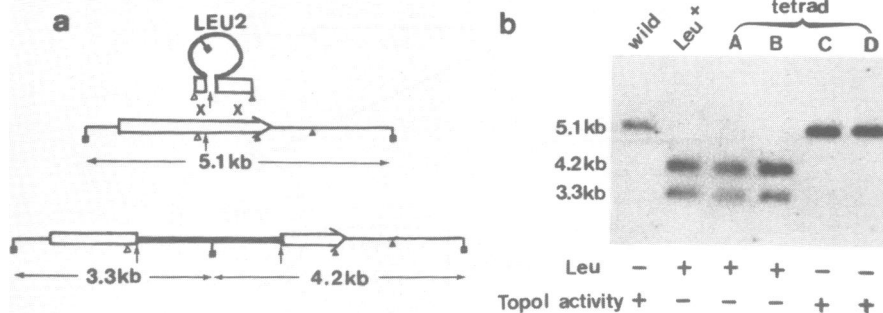 a
LEU2
X X
5.1kb
3.3kb 4.2kb
b
tetrad
wild Leu+ A B C D
5.1kb
4.2kb
3.3kb
Leu − + + + − −
TopoI activity + − − − + +